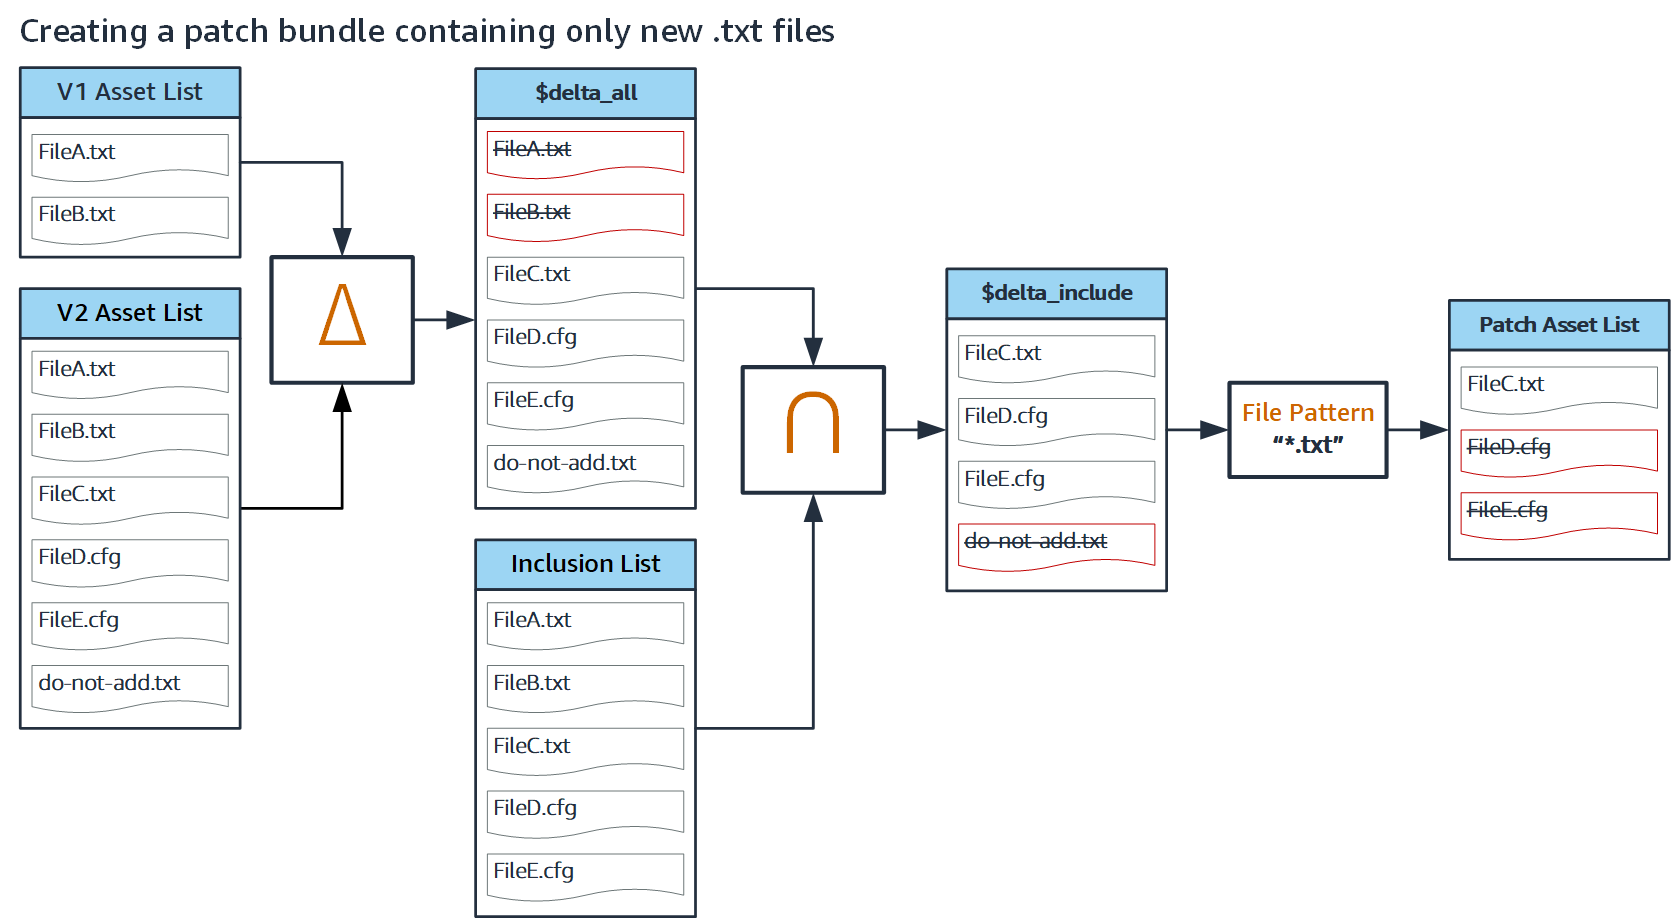 Creating a patch bundle containing only new .txt files
V1 Asset List
FileA.txt
FileB.txt
V2 Asset List
FileA.txt
FileB.txt
FileC.txt
FileD.cfg
FileE.cfg
do-not-add.txt
Δ
$delta_all
FileA.txt
FileB.txt
FileC.txt
FileD.cfg
FileE.cfg
do-not-add.txt
Inclusion List
FileA.txt
FileB.txt
FileC.txt
FileD.cfg
FileE.cfg
∩
$delta_include
FileC.txt
FileD.cfg
FileE.cfg
do-not-add.txt
File Pattern
“*.txt”
Patch Asset List
FileC.txt
FileD.cfg
FileE.cfg